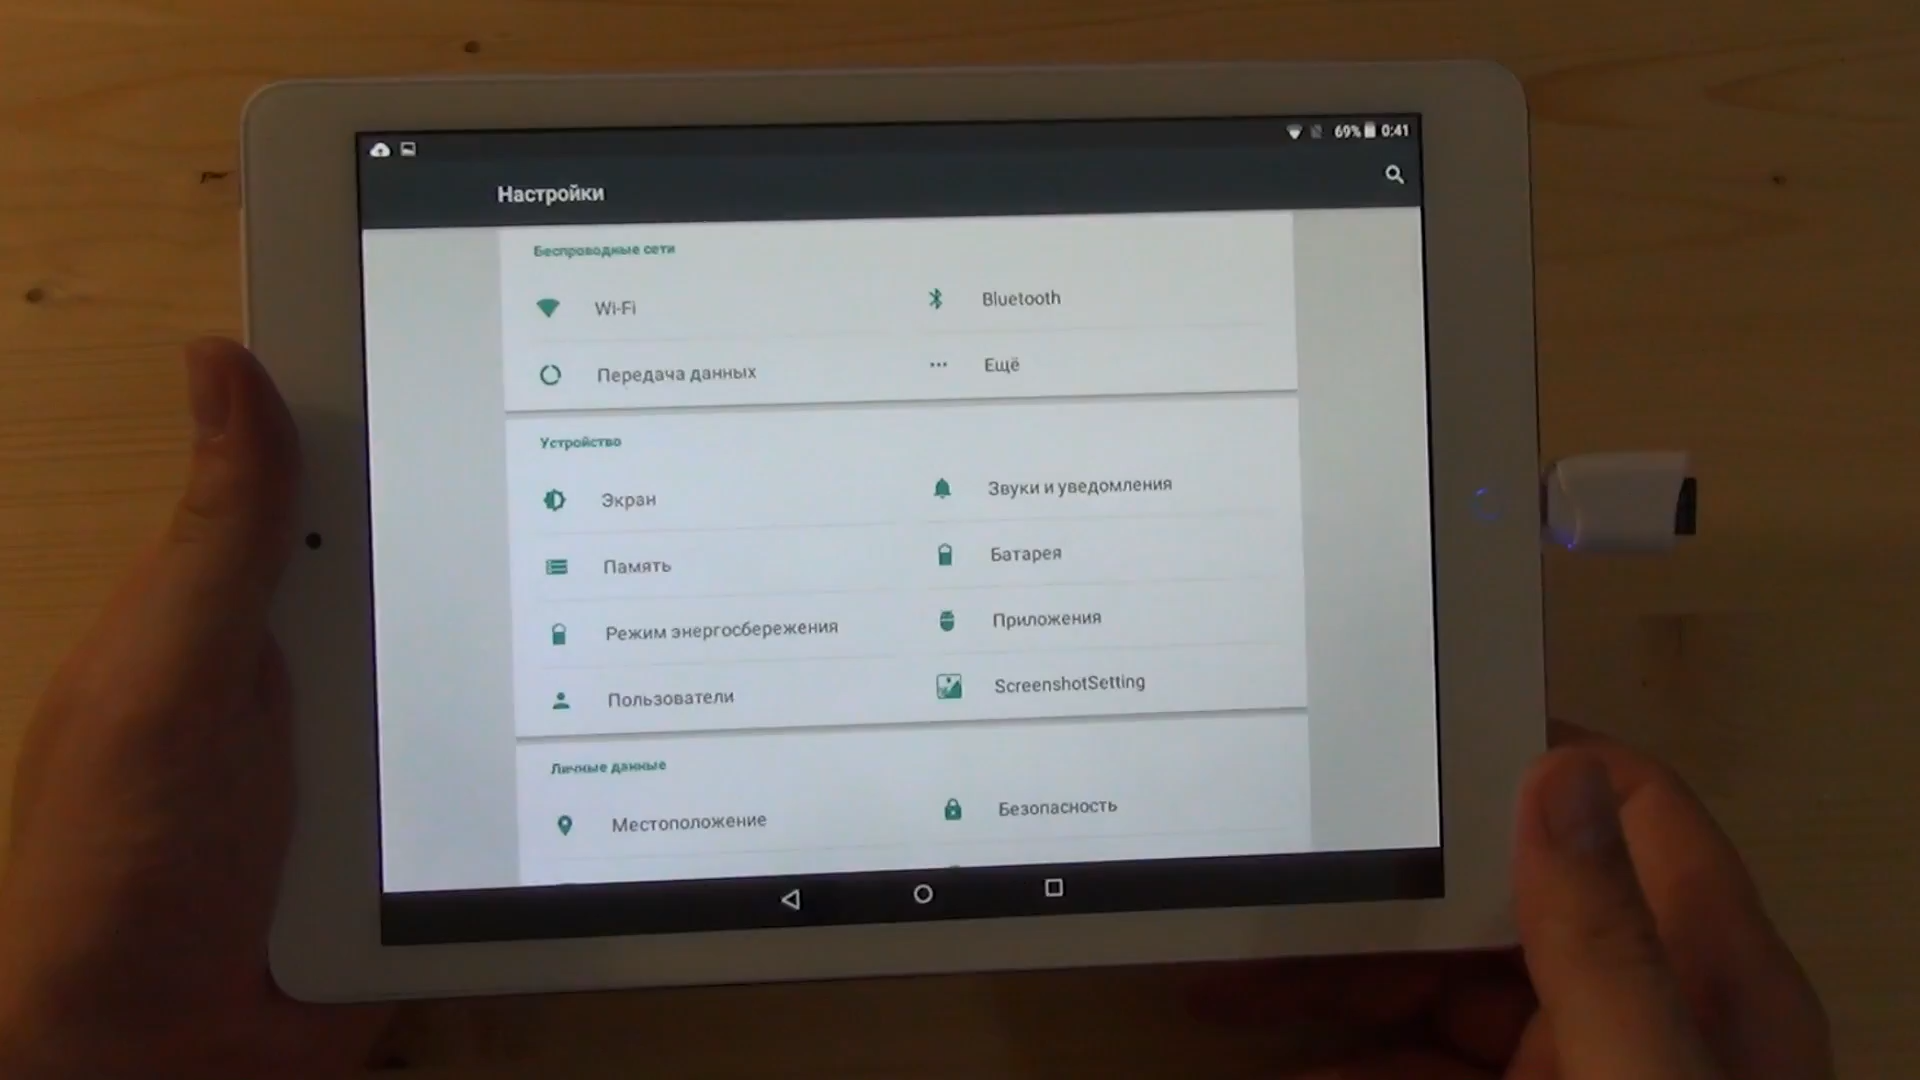 69% 0:41
Настройки
Беспроводные сети
Wi-Fi
Bluetooth
Передача данных
Ещё
Устройство
Экран
Звуки и уведомления
Память
Батарея
Режим энергосбережения
Приложения
Пользователи
ScreenshotSetting
Личные данные
Местоположение
Безопасность